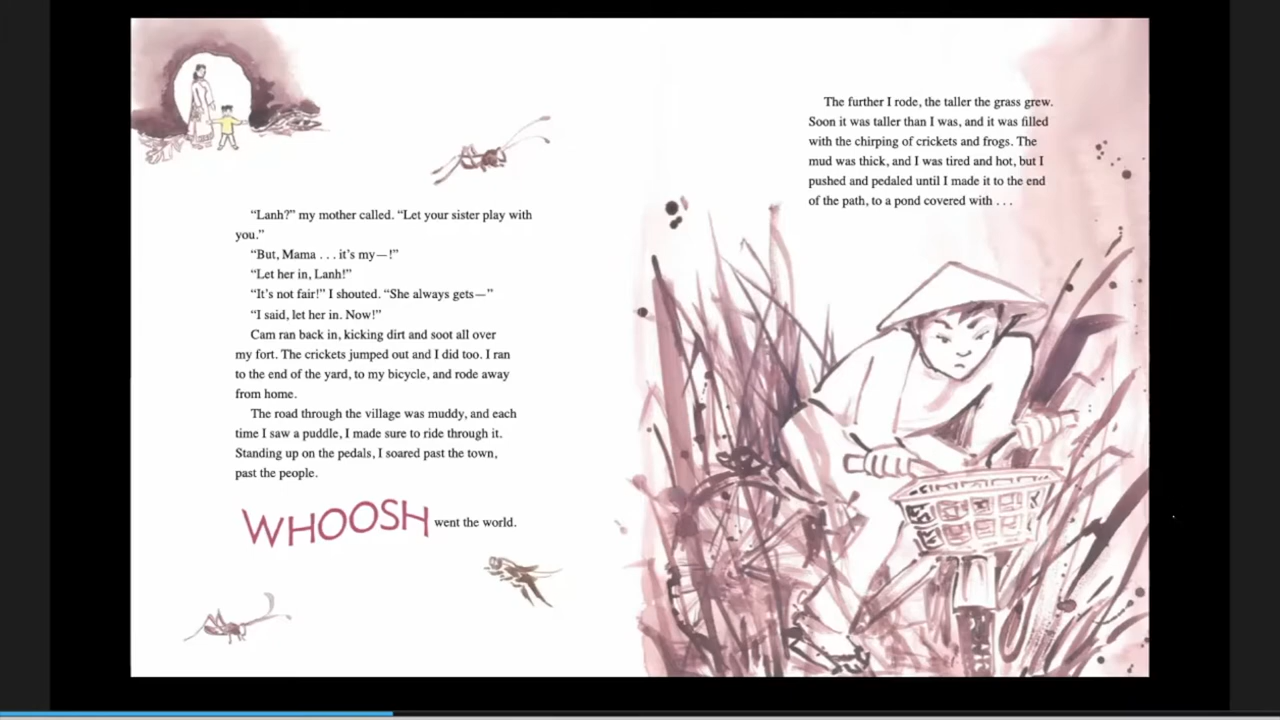 “Lanh?” my mother called. “Let your sister play with
you.”
“But, Mama . . . it’s my—!”
“Let her in, Lanh!”
“It’s not fair!” I shouted. “She always gets—”
“I said, let her in. Now!”
Cam ran back in, kicking dirt and soot all over
my fort. The crickets jumped out and I did too. I ran
to the end of the yard, to my bicycle, and rode away
from home.
The road through the village was muddy, and each
time I saw a puddle, I made sure to ride through it.
Standing up on the pedals, I soared past the town,
past the people.
WHOOSH went the world.
The further I rode, the taller the grass grew.
Soon it was taller than I was, and it was filled
with the chirping of crickets and frogs. The
mud was thick, and I was tired and hot, but I
pushed and pedaled until I made it to the end
of the path, to a pond covered with . . .